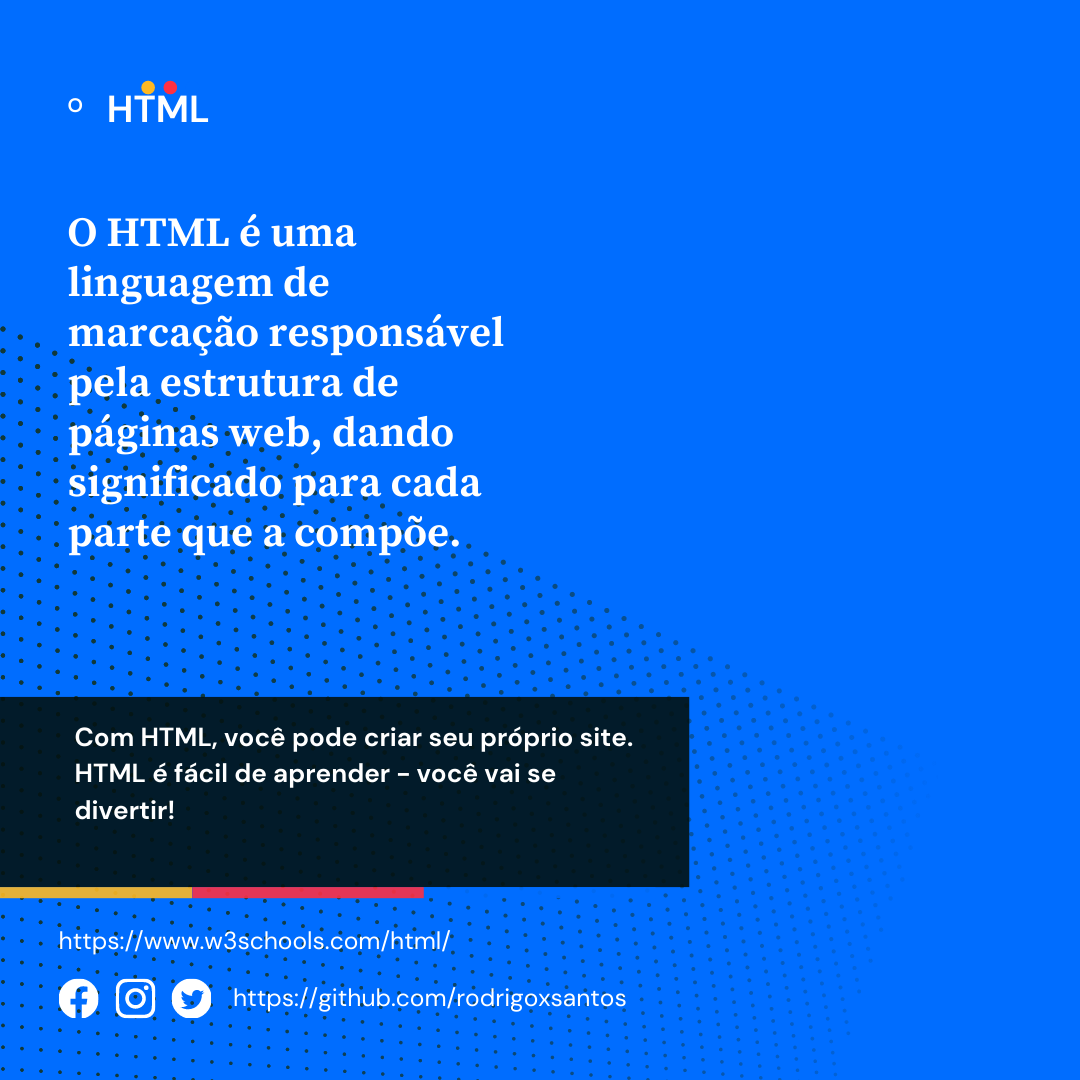 O HTML
O HTML é uma
linguagem de
marcação responsável
pela estrutura de
páginas web, dando
significado para cada
parte que a compõe.
Com HTML, você pode criar seu próprio site.
HTML é fácil de aprender - você vai se
divertir!
https://www.w3schools.com/html/
https://github.com/rodrigoxsantos